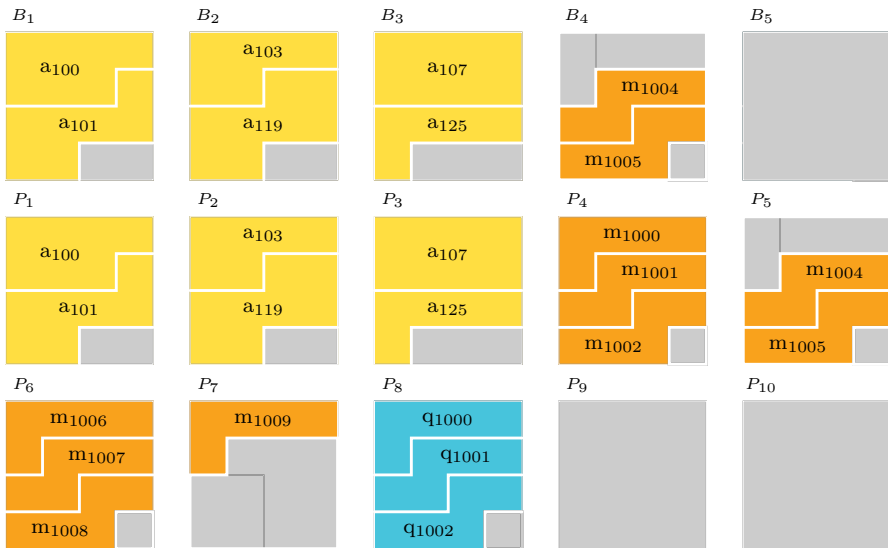 B₁ B₂ B₃ B₄ B₅
a₁₀₀ a₁₀₃ a₁₀₇ m₁₀₀₄
a₁₀₁ a₁₁₉ a₁₂₅ m₁₀₀₅
P₁ P₂ P₃ P₄ P₅
a₁₀₀ a₁₀₃ a₁₀₇ m₁₀₀₀
m₁₀₀₁ m₁₀₀₄
a₁₀₁ a₁₁₉ a₁₂₅ m₁₀₀₂ m₁₀₀₅
P₆ P₇ P₈ P₉ P₁₀
m₁₀₀₆ m₁₀₀₉ q₁₀₀₀
m₁₀₀₇ q₁₀₀₁
m₁₀₀₈ q₁₀₀₂